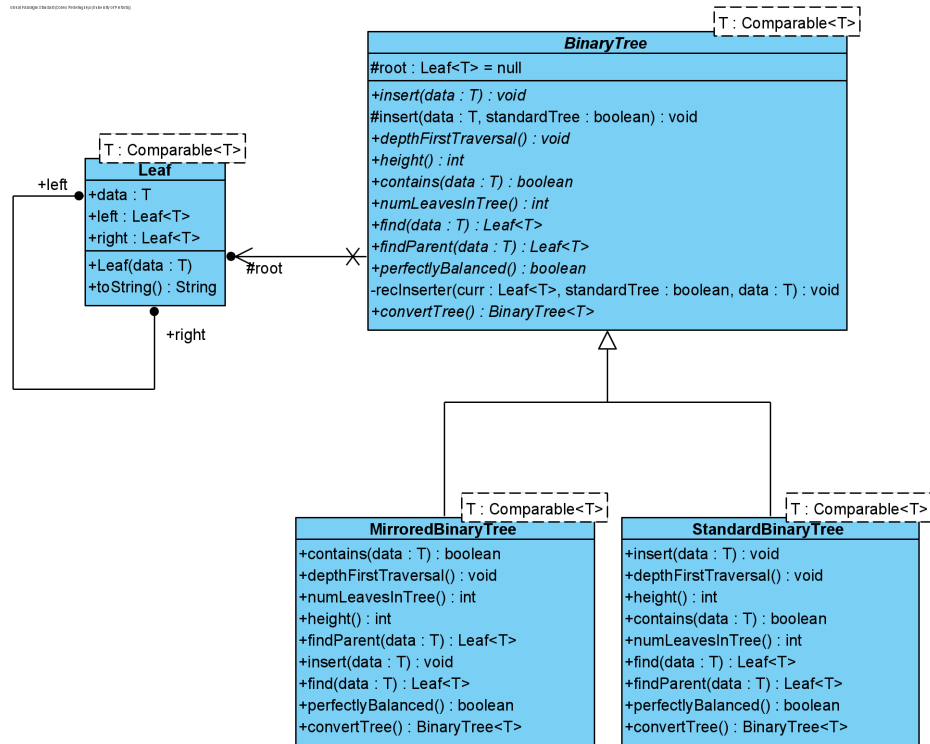 T : Comparable<T>
BinaryTree
#root : Leaf<T> = null
+insert(data : T) : void
#insert(data : T, standardTree : boolean) : void
+depthFirstTraversal() : void
+height() : int
+contains(data : T) : boolean
+numLeavesInTree() : int
+find(data : T) : Leaf<T>
+findParent(data : T) : Leaf<T>
+perfectlyBalanced() : boolean
-recInserter(curr : Leaf<T>, standardTree : boolean, data : T) : void
+convertTree() : BinaryTree<T>
T : Comparable<T>
Leaf
+data : T
+left : Leaf<T>
+right : Leaf<T>
+Leaf(data : T)
+toString() : String
+left
#root
+right
T : Comparable<T>
MirroredBinaryTree
+contains(data : T) : boolean
+depthFirstTraversal() : void
+numLeavesInTree() : int
+height() : int
+findParent(data : T) : Leaf<T>
+insert(data : T) : void
+find(data : T) : Leaf<T>
+perfectlyBalanced() : boolean
+convertTree() : BinaryTree<T>
T : Comparable<T>
StandardBinaryTree
+insert(data : T) : void
+depthFirstTraversal() : void
+height() : int
+contains(data : T) : boolean
+numLeavesInTree() : int
+find(data : T) : Leaf<T>
+findParent(data : T) : Leaf<T>
+perfectlyBalanced() : boolean
+convertTree() : BinaryTree<T>